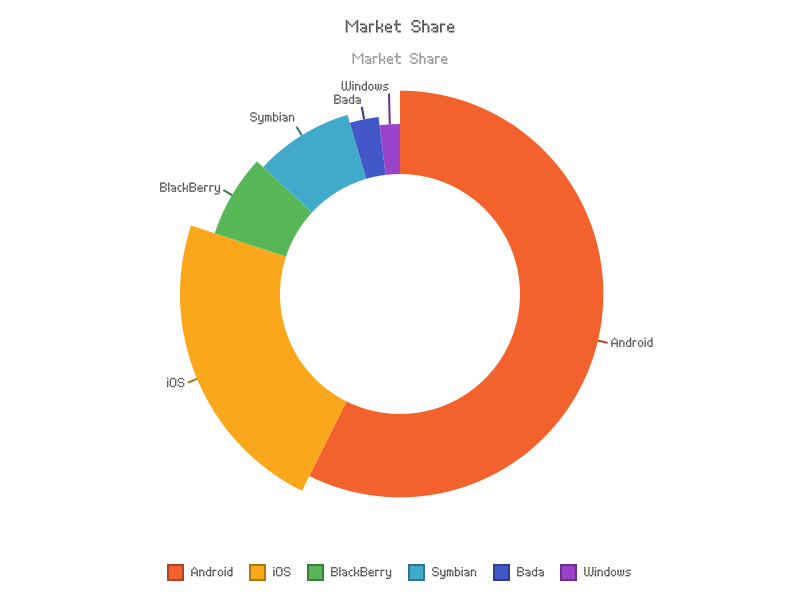 Market Share
Market Share
Windows
Bada
Symbian
BlackBerry
Android
iOS
Android iOS BlackBerry Symbian Bada Windows